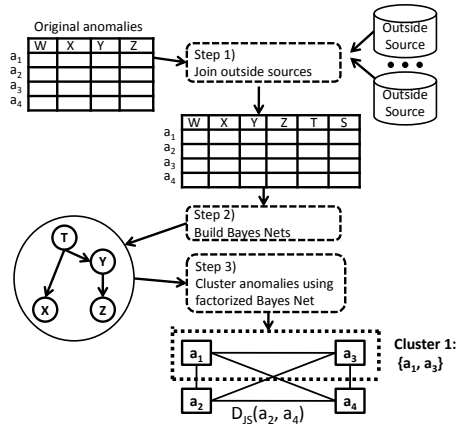 Original anomalies
W X Y Z
a1
a2
a3
a4
Step 1)
Join outside sources
Outside
Source
• • •
Outside
Source
W X Y Z T S
a1
a2
a3
a4
Step 2)
Build Bayes Nets
T
Y
X
Z
Step 3)
Cluster anomalies using
factorized Bayes Net
a1
a3
a2
a4
Cluster 1:
{a1, a3}
DJS(a2, a4)